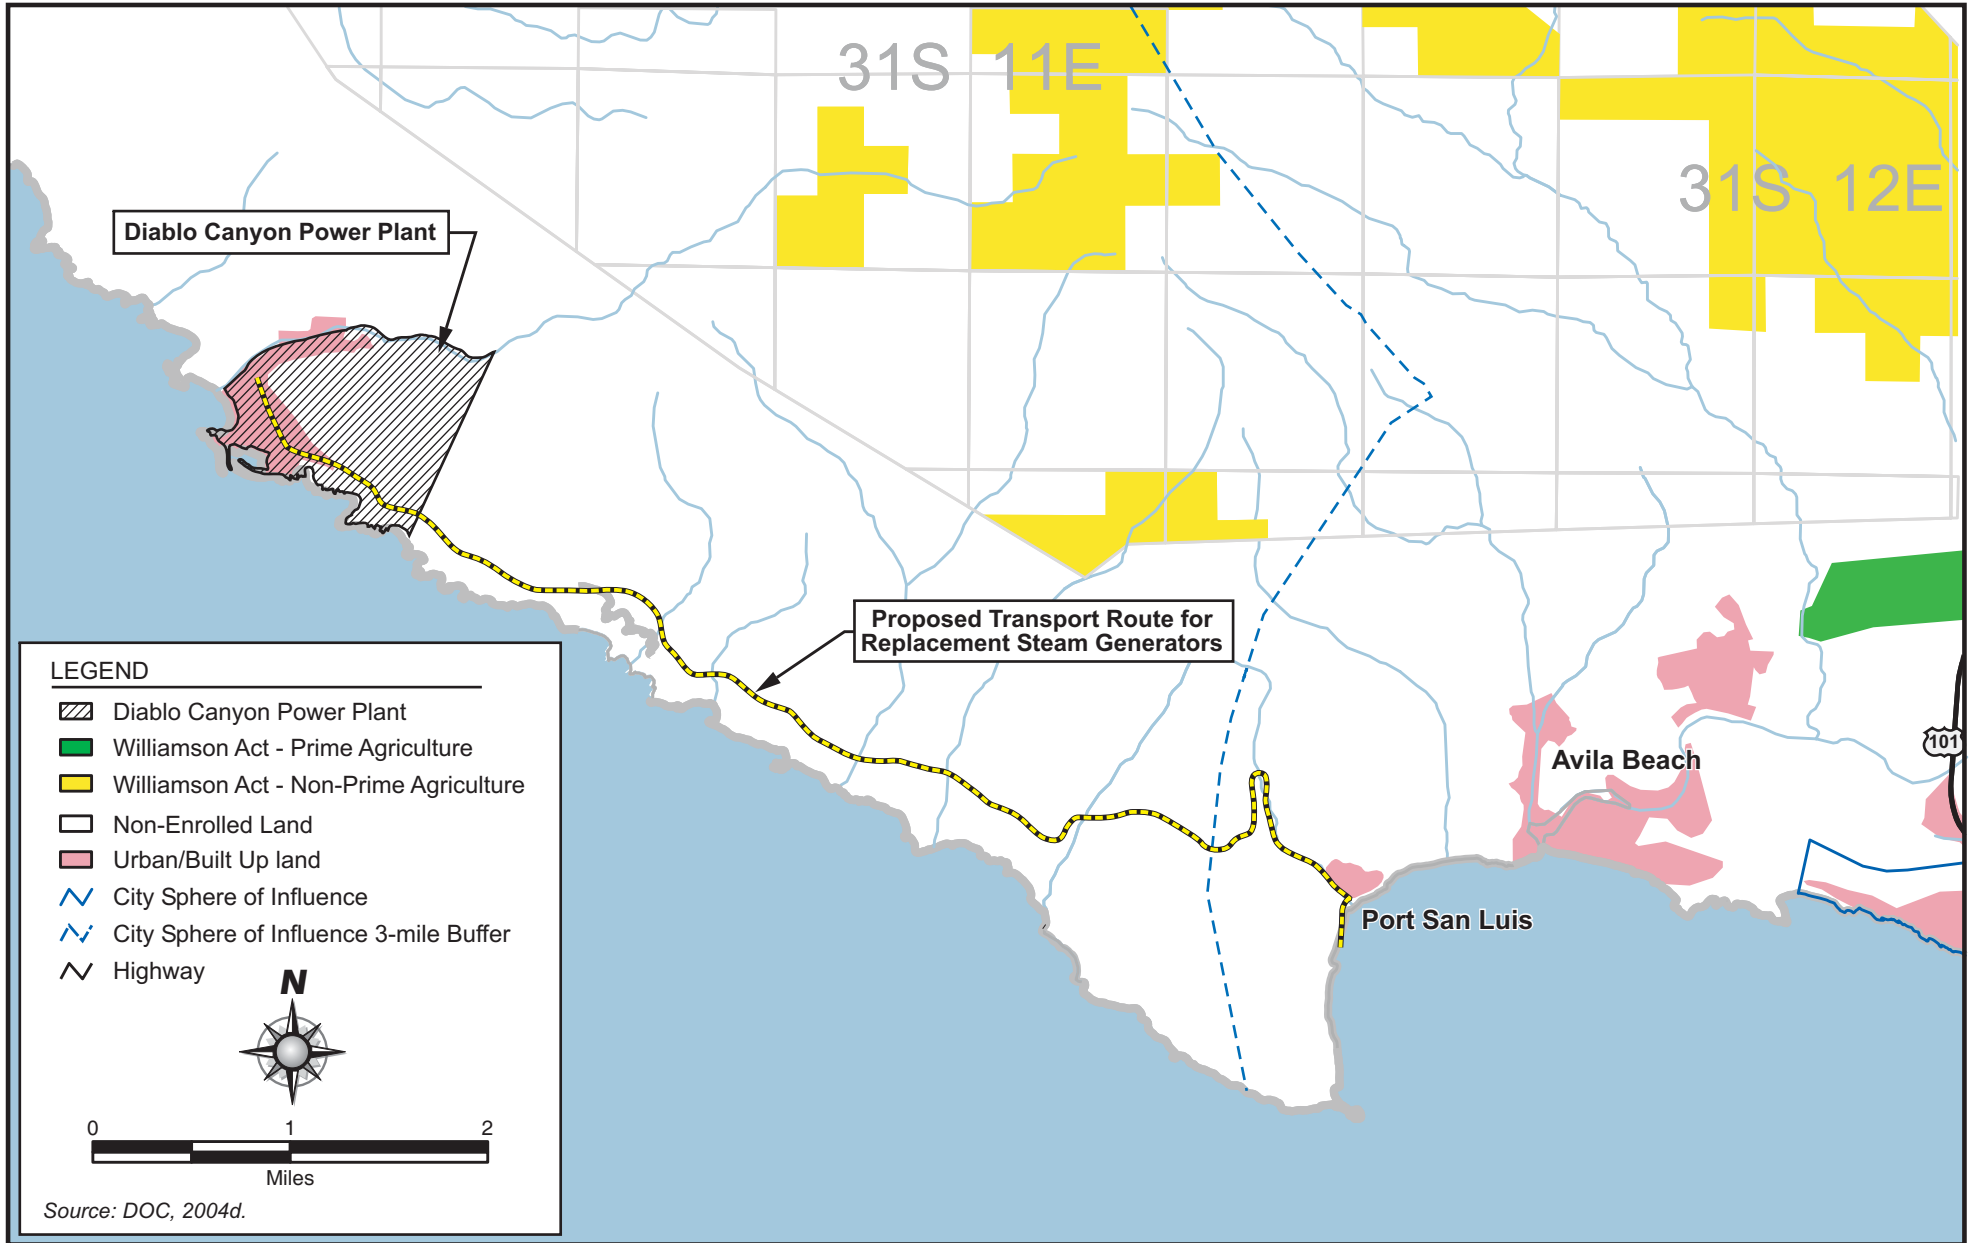 31S 11E
31S 12E
Diablo Canyon Power Plant
Proposed Transport Route for
Replacement Steam Generators
Avila Beach
101
Port San Luis
LEGEND
Diablo Canyon Power Plant
Williamson Act - Prime Agriculture
Williamson Act - Non-Prime Agriculture
Non-Enrolled Land
Urban/Built Up land
City Sphere of Influence
City Sphere of Influence 3-mile Buffer
Highway
N
0 1 2
Miles
Source: DOC, 2004d.